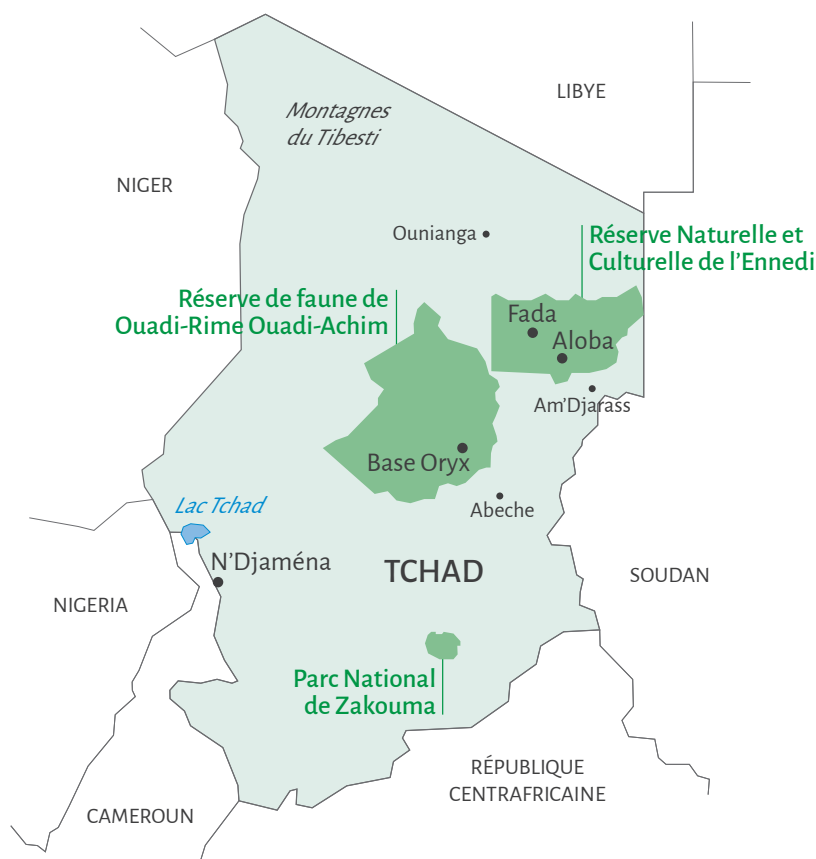 LIBYE
Montagnes
du Tibesti
NIGER
Ounianga
Réserve Naturelle et
Culturelle de l'Ennedi
Réserve de faune de
Ouadi-Rime Ouadi-Achim
Fada
Aloba
Am'Djarass
Base Oryx
Lac Tchad
Abeche
N'Djaména
TCHAD
SOUDAN
NIGERIA
Parc National
de Zakouma
RÉPUBLIQUE
CENTRAFRICAINE
CAMEROUN